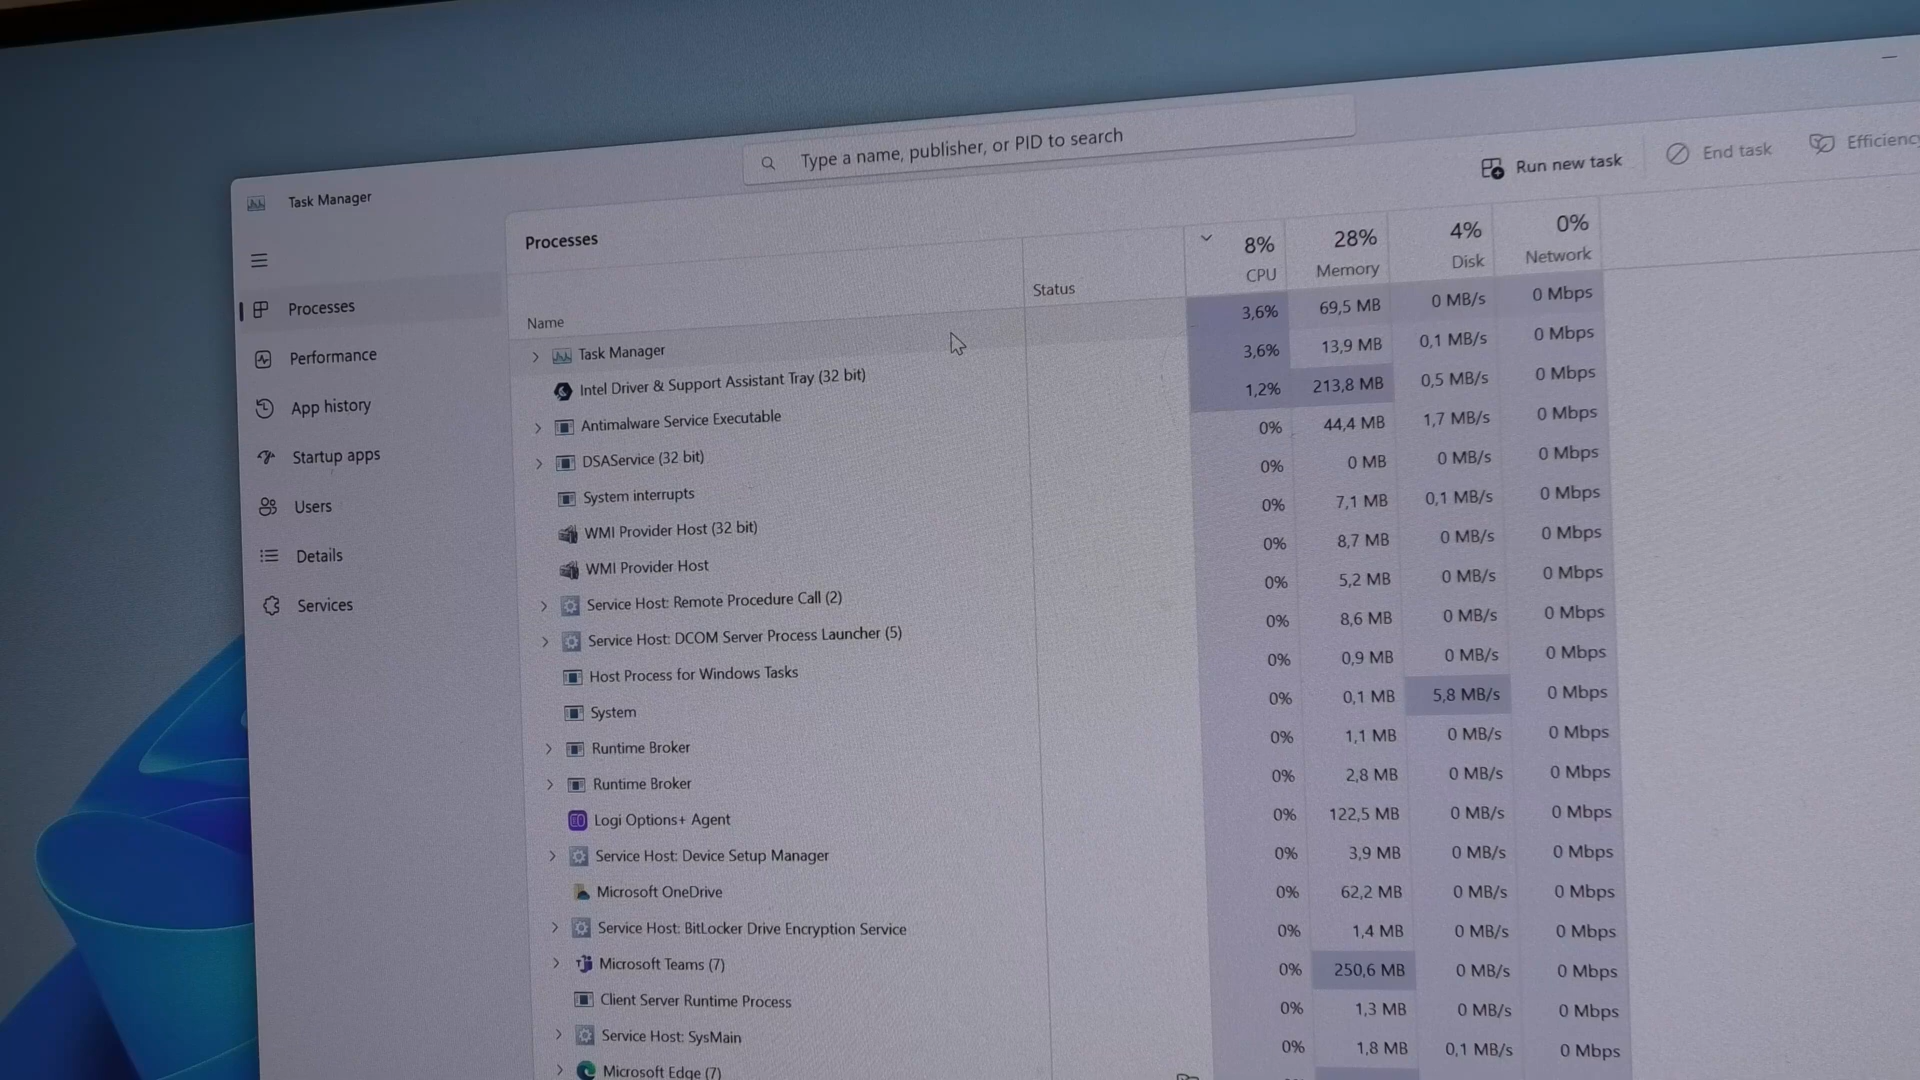 Type a name, publisher, or PID to search
Task Manager
Run new task
End task
Efficiency
Processes
Processes
Performance
App history
Startup apps
Users
Details
Services
8% 28% 4% 0%
Name Status CPU Memory Disk Network
Task Manager 3,6% 69,5 MB 0 MB/s 0 Mbps
Intel Driver & Support Assistant Tray (32 bit) 3,6% 13,9 MB 0,1 MB/s 0 Mbps
Antimalware Service Executable 1,2% 213,8 MB 0,5 MB/s 0 Mbps
DSAService (32 bit) 0% 44,4 MB 1,7 MB/s 0 Mbps
System interrupts 0% 0 MB 0 MB/s 0 Mbps
WMI Provider Host (32 bit) 0% 7,1 MB 0,1 MB/s 0 Mbps
WMI Provider Host 0% 8,7 MB 0 MB/s 0 Mbps
Service Host: Remote Procedure Call (2) 0% 5,2 MB 0 MB/s 0 Mbps
Service Host: DCOM Server Process Launcher (5) 0% 8,6 MB 0 MB/s 0 Mbps
Host Process for Windows Tasks 0% 0,9 MB 0 MB/s 0 Mbps
System 0% 0,1 MB 5,8 MB/s 0 Mbps
Runtime Broker 0% 1,1 MB 0 MB/s 0 Mbps
Runtime Broker 0% 2,8 MB 0 MB/s 0 Mbps
Logi Options+ Agent 0% 122,5 MB 0 MB/s 0 Mbps
Service Host: Device Setup Manager 0% 3,9 MB 0 MB/s 0 Mbps
Microsoft OneDrive 0% 62,2 MB 0 MB/s 0 Mbps
Service Host: BitLocker Drive Encryption Service 0% 1,4 MB 0 MB/s 0 Mbps
Microsoft Teams (7) 0% 250,6 MB 0 MB/s 0 Mbps
Client Server Runtime Process 0% 1,3 MB 0 MB/s 0 Mbps
Service Host: SysMain 0% 1,8 MB 0,1 MB/s 0 Mbps
Microsoft Edge (7)